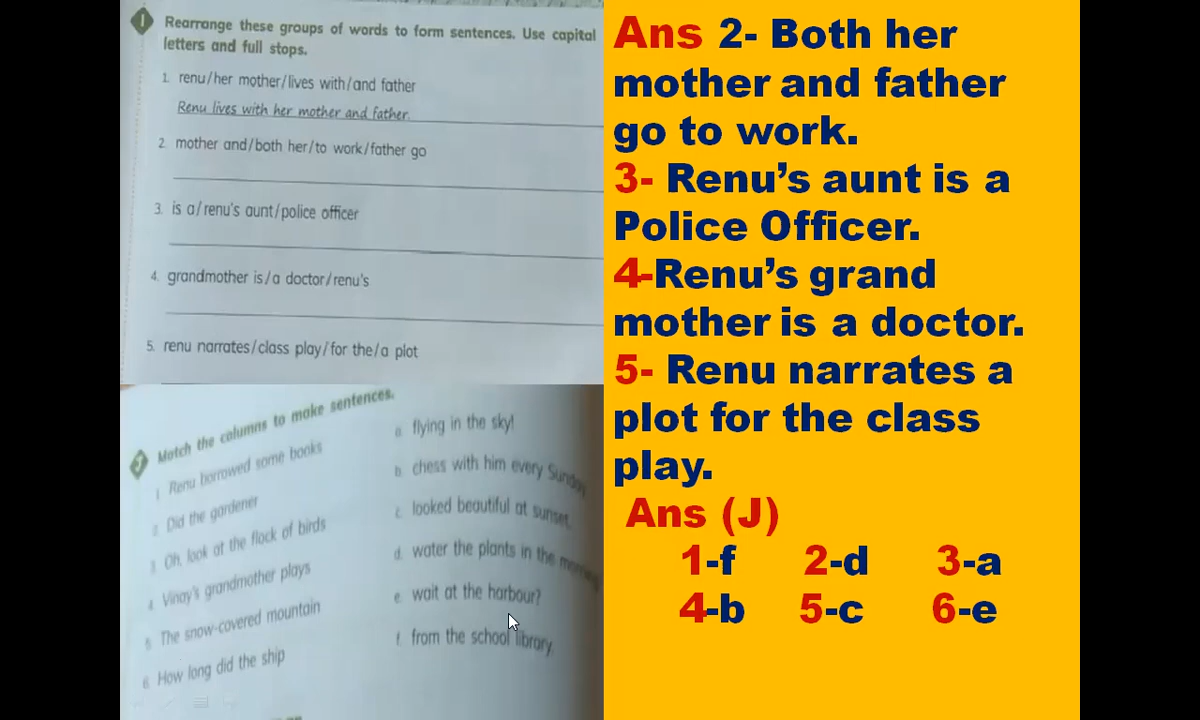 I Rearrange these groups of words to form sentences. Use capital
letters and full stops.
1. renu/her mother/lives with/and father
Renu lives with her mother and father.
2. mother and/both her/to work/father go
3. is a/renu's aunt/police officer
4. grandmother is/a doctor/renu's
5. renu narrates/class play/for the/a plot
J Match the columns to make sentences.
1. Renu borrowed some books
2. Did the gardener
3. Oh, look at the flock of birds
4. Vinay's grandmother plays
5. The snow-covered mountain
6. How long did the ship
a. flying in the sky!
b. chess with him every Sunday
c. looked beautiful at sunset.
d. water the plants in the morning
e. wait at the harbour?
f. from the school library.
Ans 2- Both her
mother and father
go to work.
3- Renu’s aunt is a
Police Officer.
4-Renu’s grand
mother is a doctor.
5- Renu narrates a
plot for the class
play.
Ans (J)
1-f 2-d 3-a
4-b 5-c 6-e